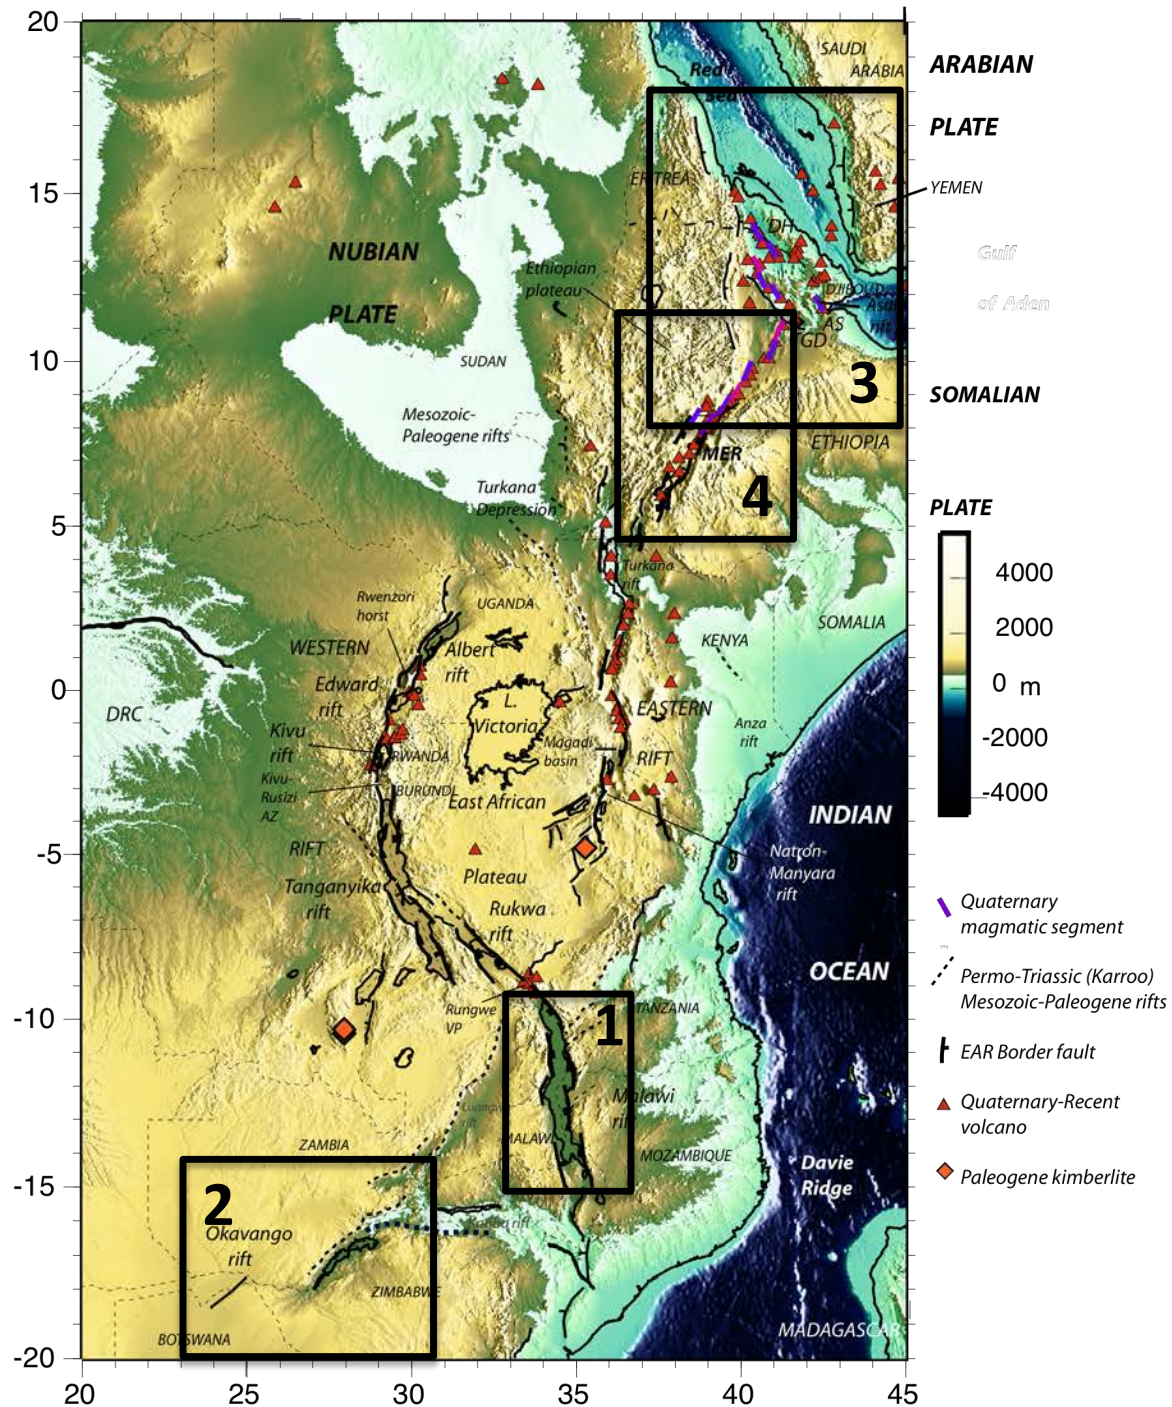 20
15
10
5
0
-5
-10
-15
-20
20
25
30
35
40
45
Red
Sea
SAUDI
ARABIA
ERITREA
YEMEN
NUBIAN
PLATE
Ethiopian
plateau
DH
DJIBOUTI
Asal
rift
AS
GD
SUDAN
3
Mesozoic-
Paleogene rifts
ETHIOPIA
MER
4
Turkana
Depression
Turkana
rift
Rwenzori
horst
UGANDA
WESTERN
Albert
rift
Edward
rift
KENYA
SOMALIA
L.
Victoria
EASTERN
DRC
Kivu
rift
RWANDA
Magadi
basin
Anza
rift
RIFT
Kivu-
Rusizi
AZ
BURUNDI
East African
INDIAN
RIFT
Natron-
Manyara
rift
Tanganyika
rift
Plateau
Rukwa
rift
OCEAN
Rungwe
VP
1
TANZANIA
Luangwa
rift
Malawi
rift
MALAWI
ZAMBIA
MOZAMBIQUE
Davie
Ridge
2
Okavango
rift
rift
ZIMBABWE
BOTSWANA
MADAGASCAR
ARABIAN
PLATE
Gulf
of Aden
SOMALIAN
PLATE
4000
2000
0 m
-2000
-4000
Quaternary
magmatic segment
Permo-Triassic (Karroo)
Mesozoic-Paleogene rifts
EAR Border fault
Quaternary-Recent
volcano
Paleogene kimberlite